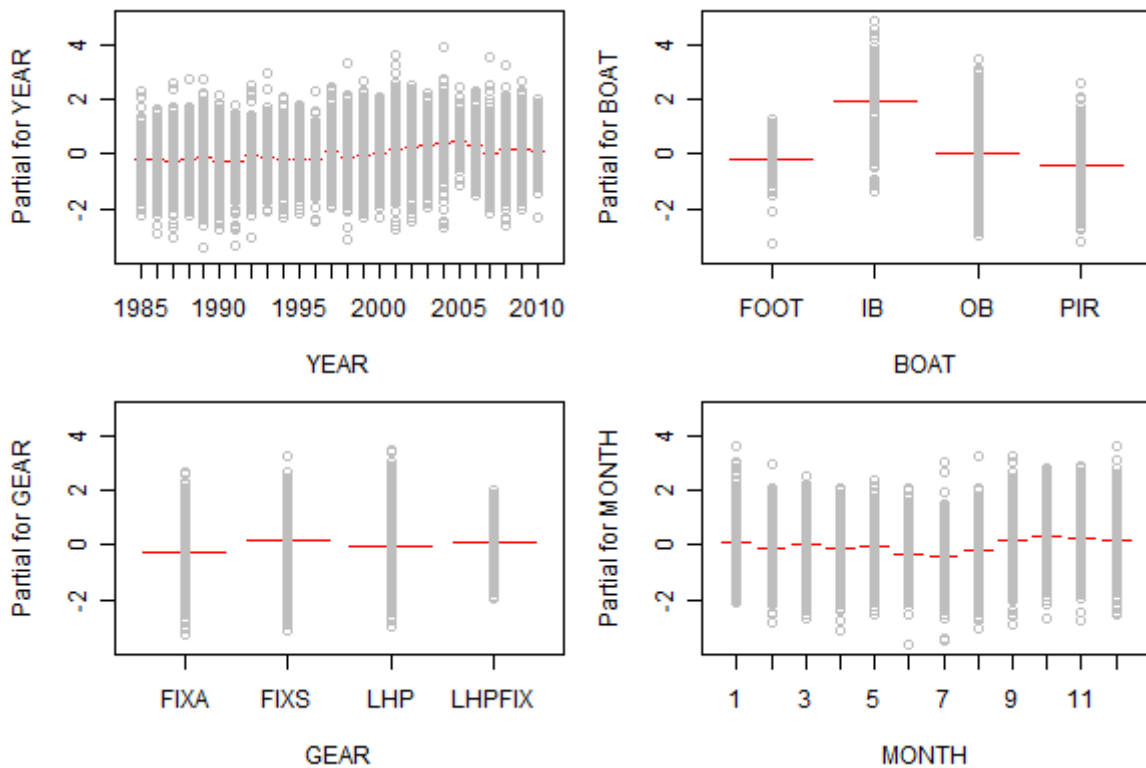 Partial for YEAR
4
2
0
-2
1985 1990 1995 2000 2005 2010
YEAR
Partial for BOAT
4
2
0
-2
FOOT IB OB PIR
BOAT
Partial for GEAR
4
2
0
-2
FIXA FIXS LHP LHPFIX
GEAR
Partial for MONTH
4
2
0
-2
1 3 5 7 9 11
MONTH